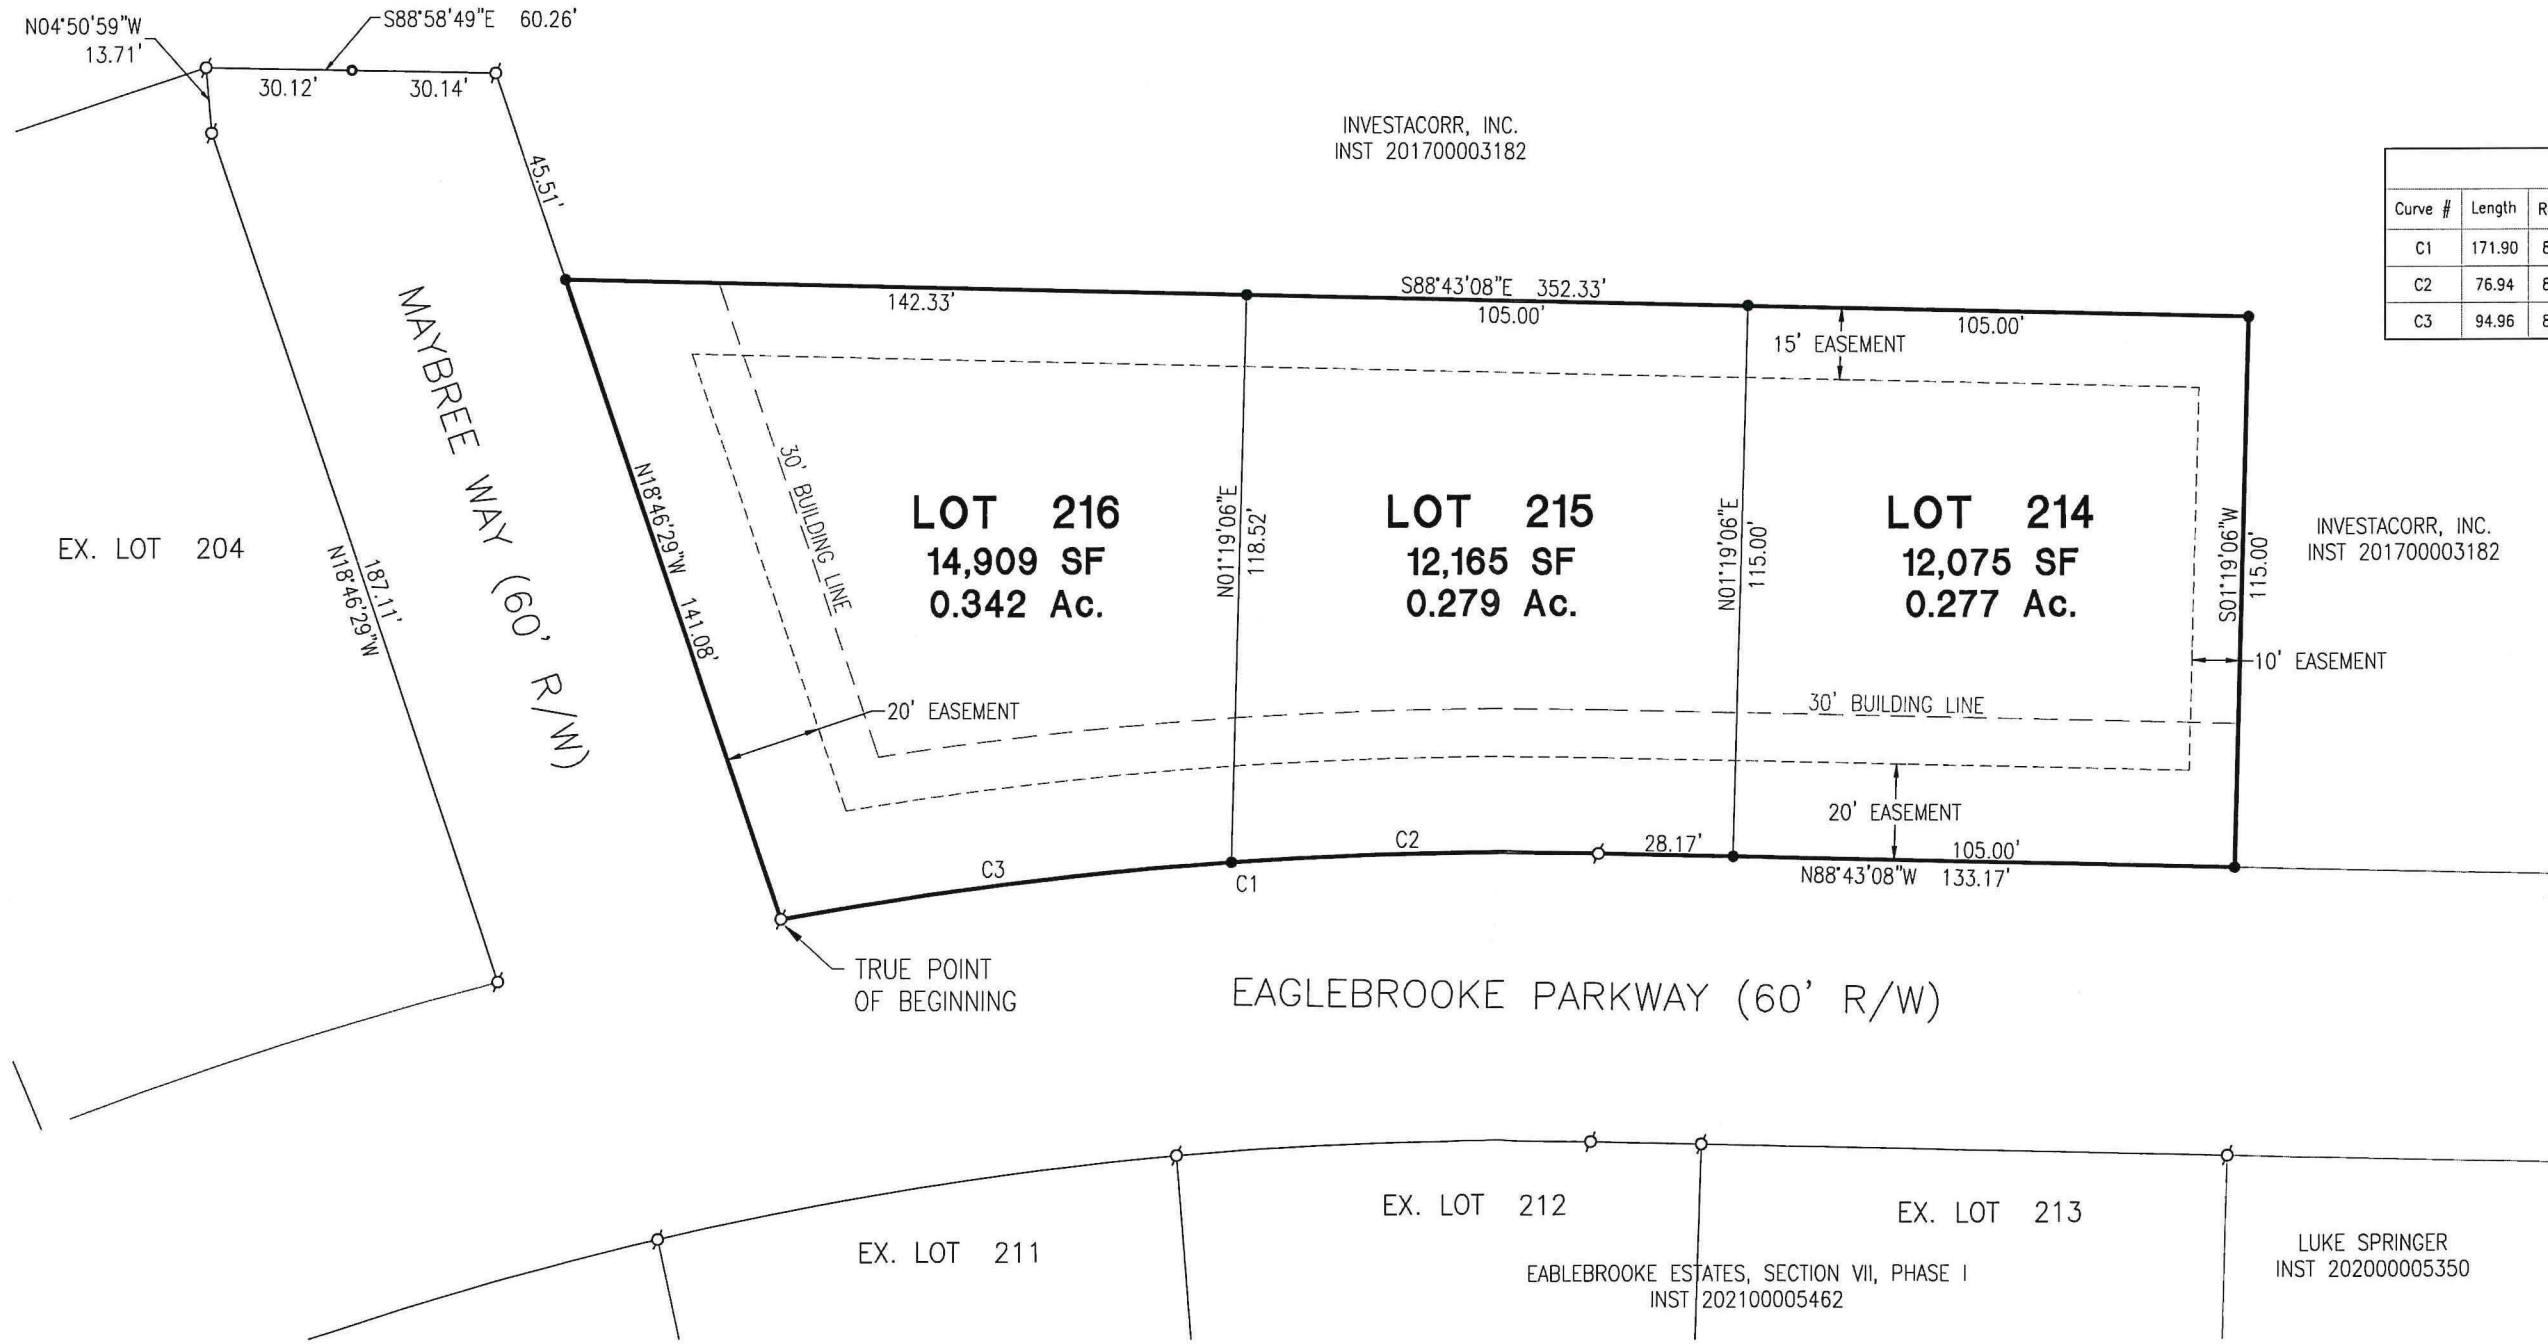 N04°50'59"W
13.71'
S88°58'49"E 60.26'
30.12'
30.14'
45.51'
INVESTACORR, INC.
INST 201700003182
Curve # Length
C1 171.90
C2 76.94
C3 94.96
S88°43'08"E 352.33'
142.33'
105.00'
105.00'
15' EASEMENT
MAYBREE WAY (60' R/W)
30' BUILDING LINE
N18°46'29"W 141.08'
EX. LOT 204
187.11'
N18°46'29"W
LOT 216
14,909 SF
0.342 Ac.
N01°19'06"E
118.52'
LOT 215
12,165 SF
0.279 Ac.
N01°19'06"E
115.00'
LOT 214
12,075 SF
0.277 Ac.
S01°19'06"W
115.00'
INVESTACORR, INC.
INST 201700003182
10' EASEMENT
20' EASEMENT
30' BUILDING LINE
20' EASEMENT
C3
C1
C2
28.17'
105.00'
N88°43'08"W 133.17'
TRUE POINT
OF BEGINNING
EAGLEBROOKE PARKWAY (60' R/W)
EX. LOT 211
EX. LOT 212
EX. LOT 213
EABLEBROOKE ESTATES, SECTION VII, PHASE I
INST 202100005462
LUKE SPRINGER
INST 202000005350